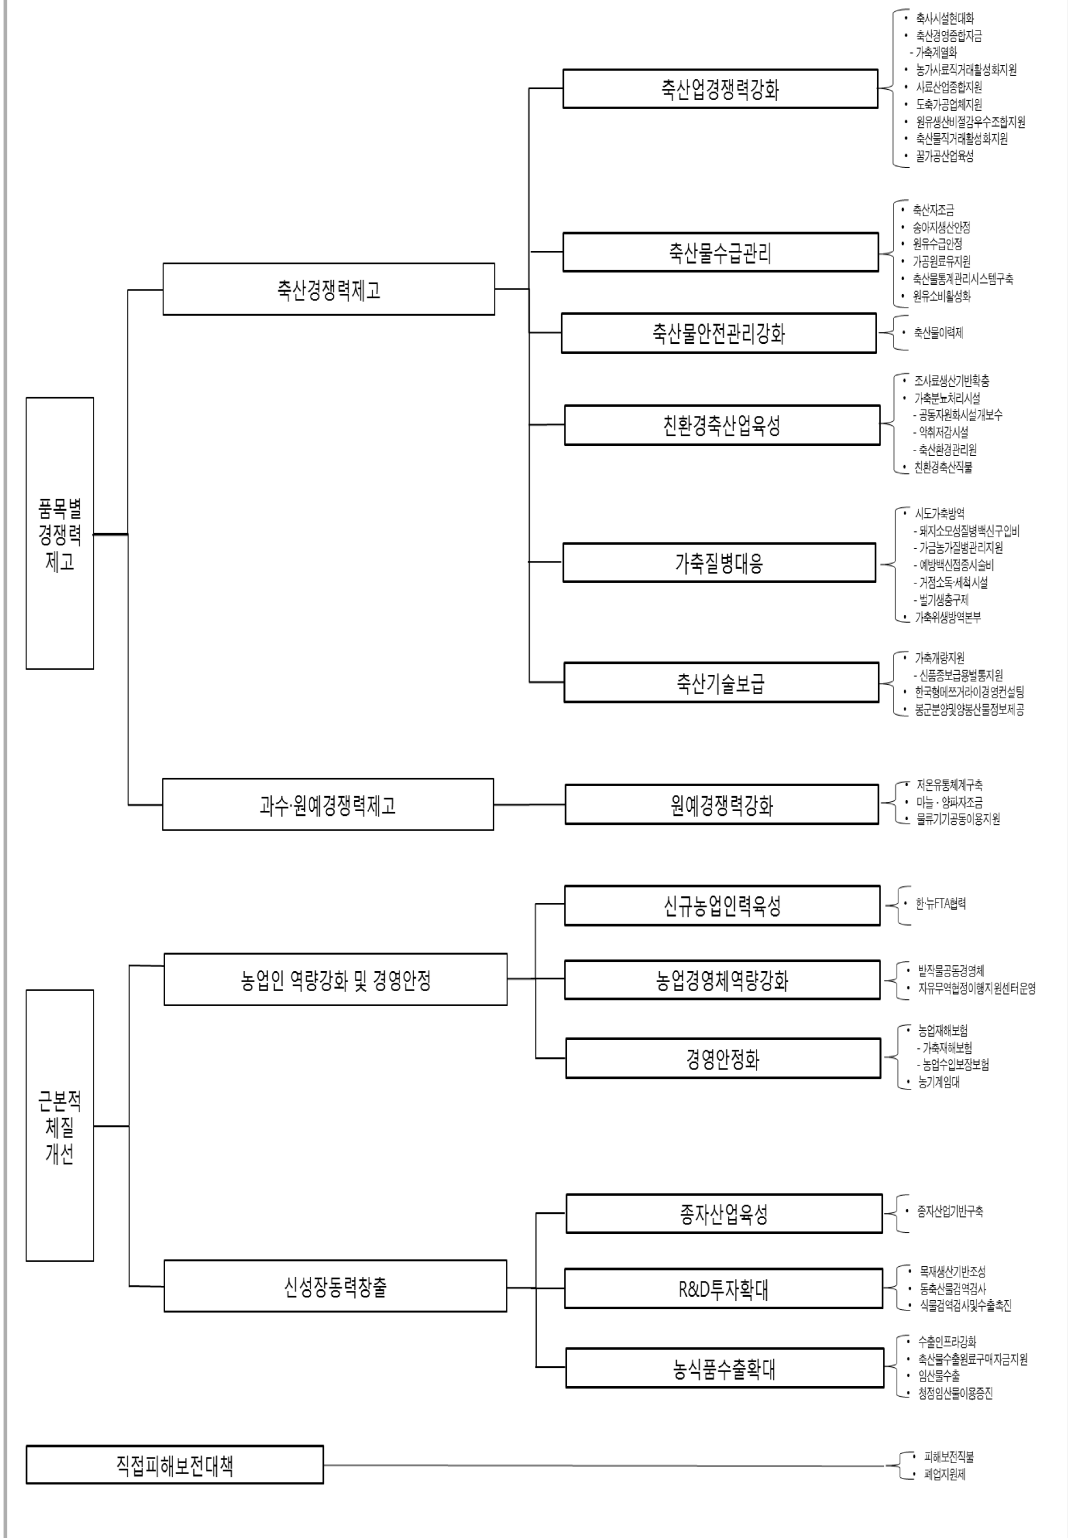 품목별
경쟁력
제고
축산경쟁력제고
축산업경쟁력강화
• 축사시설현대화
• 축산경영종합자금
- 가축계열화
• 농가사료직거래활성화지원
• 사료산업종합지원
• 도축가공업체지원
• 원유생산비절감우수조합지원
• 축산물직거래활성화지원
• 꿀가공산업육성
축산물수급관리
• 축산자조금
• 송아지생산안정
• 원유수급안정
• 가공원료유지원
• 축산물통계관리시스템구축
• 원유소비활성화
축산물안전관리강화
• 축산물이력제
친환경축산업육성
• 조사료생산기반확충
• 가축분뇨처리시설
- 공동자원화시설개보수
- 악취저감시설
- 축산환경관리원
• 친환경축산직불
가축질병대응
• 시도가축방역
- 돼지소모성질병백신구입비
- 가금농가질병관리지원
- 예방백신접종시술비
- 거점소독·세척시설
- 벌기생충구제
• 가축위생방역본부
축산기술보급
• 가축개량지원
- 신품종보급용벌통지원
• 한국형메쯔거라이경영컨설팅
• 봉군분양및양봉산물정보제공
과수·원예경쟁력제고
원예경쟁력강화
• 저온유통체계구축
• 마늘 · 양파자조금
• 물류기기공동이용지원
근본적
체질
개선
농업인 역량강화 및 경영안정
신규농업인력육성
• 한·뉴FTA협력
농업경영체역량강화
• 밭작물공동경영체
• 자유무역협정이행지원센터운영
경영안정화
• 농업재해보험
- 가축재해보험
- 농업수입보장보험
• 농기계임대
신성장동력창출
종자산업육성
• 종자산업기반구축
R&D투자확대
• 목재생산기반조성
• 동축산물검역검사
• 식물검역검사및수출촉진
농식품수출확대
• 수출인프라강화
• 축산물수출원료구매자금지원
• 임산물수출
• 청정임산물이용증진
직접피해보전대책
• 피해보전직불
• 폐업지원제